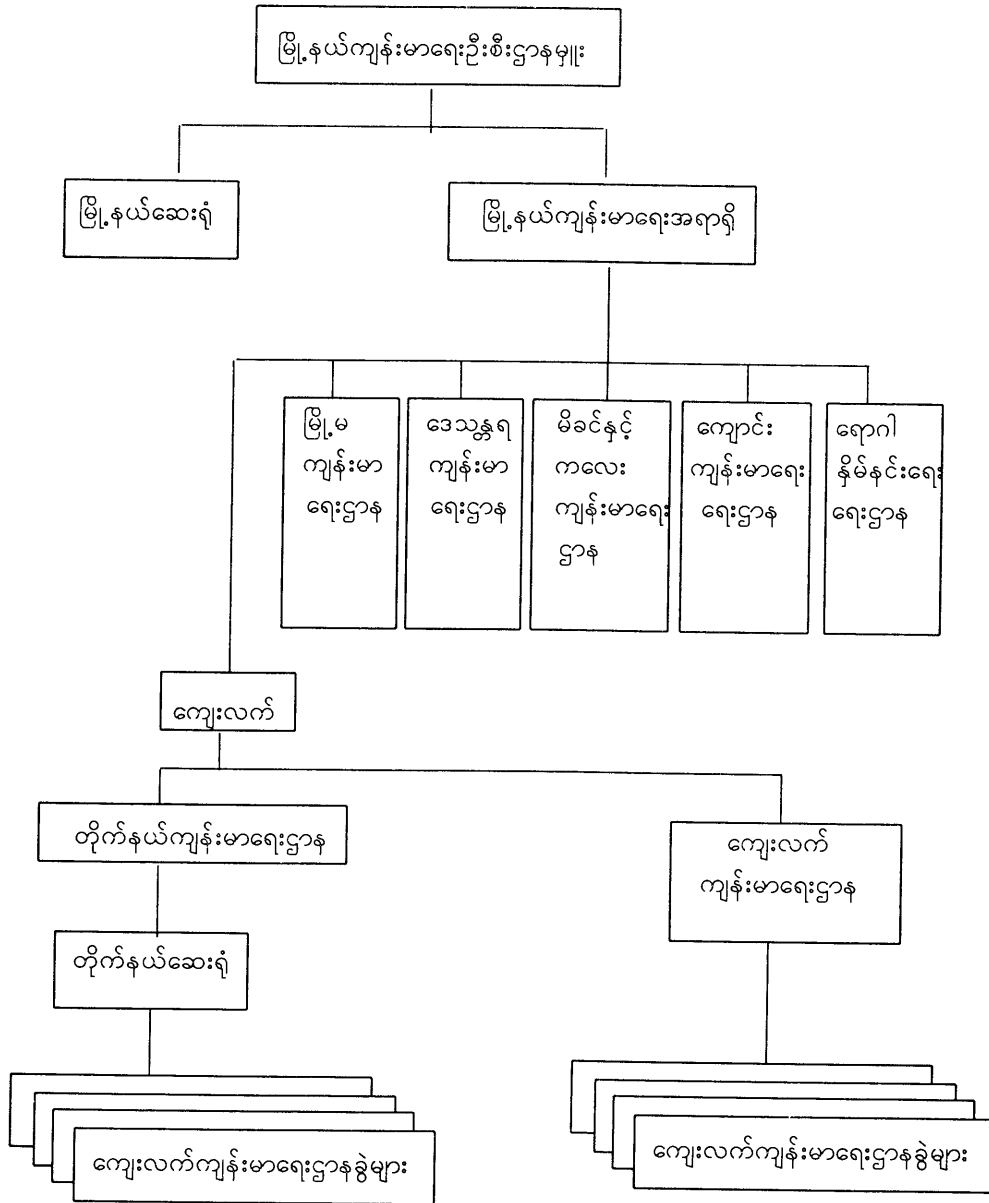 မြို့နယ်ကျန်းမာရေးဦးစီးဌာနမှူး
မြို့နယ်ဆေးရုံ
မြို့နယ်ကျန်းမာရေးအရာရှိ
မြို့မ
ကျန်းမာ
ရေးဌာန
ဒေသန္တရ
ကျန်းမာ
ရေးဌာန
မိခင်နှင့်
ကလေး
ကျန်းမာရေး
ဌာန
ကျောင်း
ကျန်းမာရေး
ရေးဌာန
ရောဂါ
နှိမ်နင်းရေး
ရေးဌာန
ကျေးလက်
တိုက်နယ်ကျန်းမာရေးဌာန
ကျေးလက်
ကျန်းမာရေးဌာန
တိုက်နယ်ဆေးရုံ
ကျေးလက်ကျန်းမာရေးဌာနခွဲများ
ကျေးလက်ကျန်းမာရေးဌာနခွဲများ